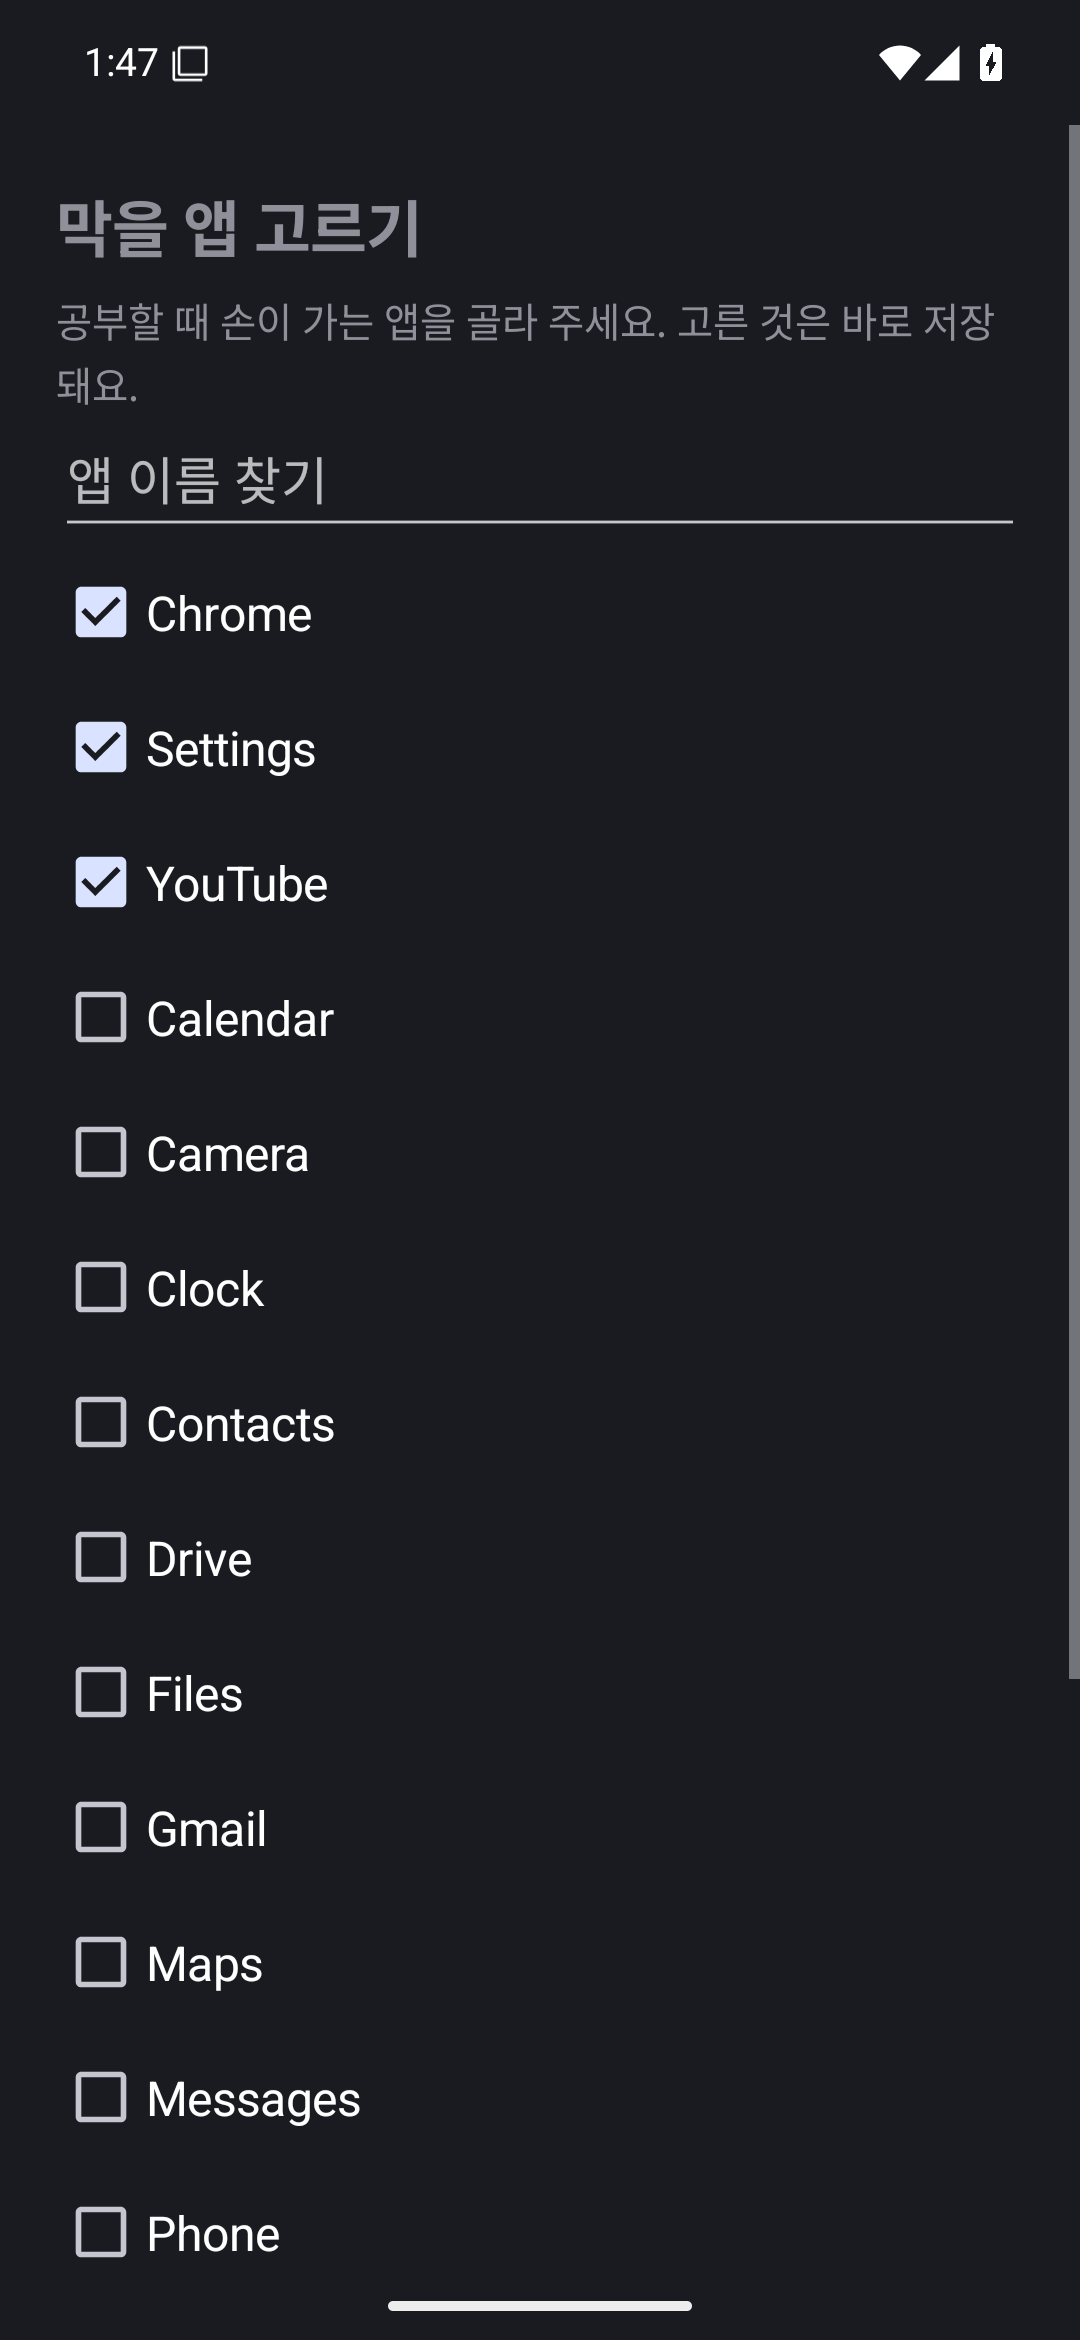 1:47
막을 앱 고르기
공부할 때 손이 가는 앱을 골라 주세요. 고른 것은 바로 저장
돼요.
앱 이름 찾기
Chrome
Settings
YouTube
Calendar
Camera
Clock
Contacts
Drive
Files
Gmail
Maps
Messages
Phone